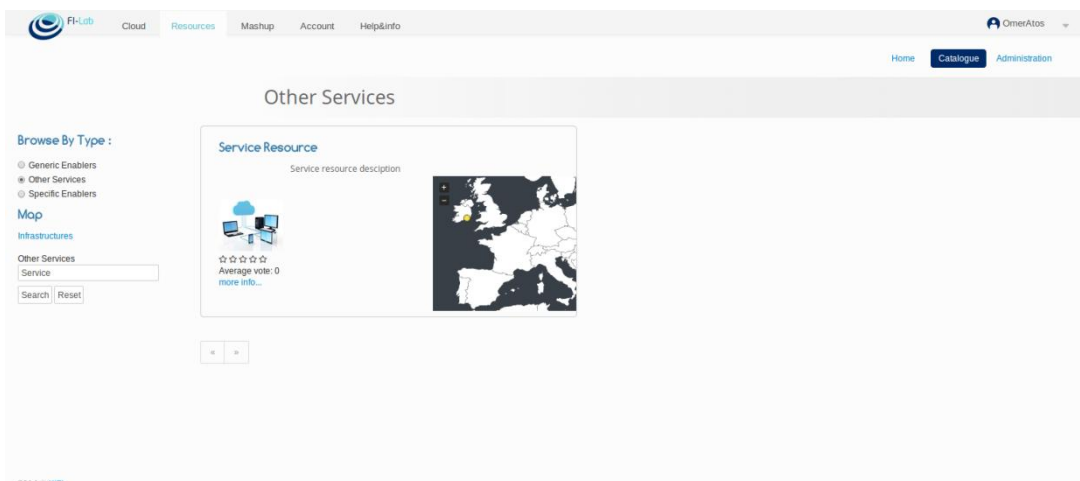 FI-Lab Cloud Resources Mashup Account Help&info OmerAtos
Home Catalogue Administration
Other Services
Browse By Type :
Generic Enablers
Other Services
Specific Enablers
Map
Infrastructures
Other Services
Service
Search Reset
Service Resource
Service resource desciption
+
-
Average vote: 0
more info...
« »